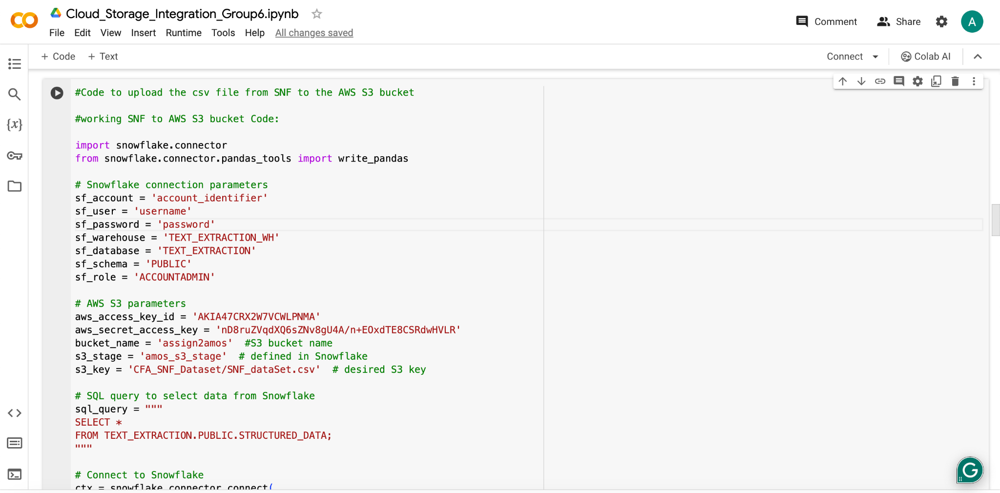 Cloud_Storage_Integration_Group6.ipynb
File Edit View Insert Runtime Tools Help All changes saved
Comment Share A
+ Code + Text
Connect Colab AI
{x}
#Code to upload the csv file from SNF to the AWS S3 bucket
#working SNF to AWS S3 bucket Code:
import snowflake.connector
from snowflake.connector.pandas_tools import write_pandas
# Snowflake connection parameters
sf_account = 'account_identifier'
sf_user = 'username'
sf_password = 'password'
sf_warehouse = 'TEXT_EXTRACTION_WH'
sf_database = 'TEXT_EXTRACTION'
sf_schema = 'PUBLIC'
sf_role = 'ACCOUNTADMIN'
# AWS S3 parameters
aws_access_key_id = 'AKIA47CRX2W7VCWLPNMA'
aws_secret_access_key = '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'
bucket_name = 'assign2amos'  #S3 bucket name
s3_stage = 'amos_s3_stage'  # defined in Snowflake
s3_key = 'CFA_SNF_Dataset/SNF_dataSet.csv'  # desired S3 key
# SQL query to select data from Snowflake
sql_query = """
SELECT *
FROM TEXT_EXTRACTION.PUBLIC.STRUCTURED_DATA;
"""
# Connect to Snowflake
ctx = snowflake.connector.connect(